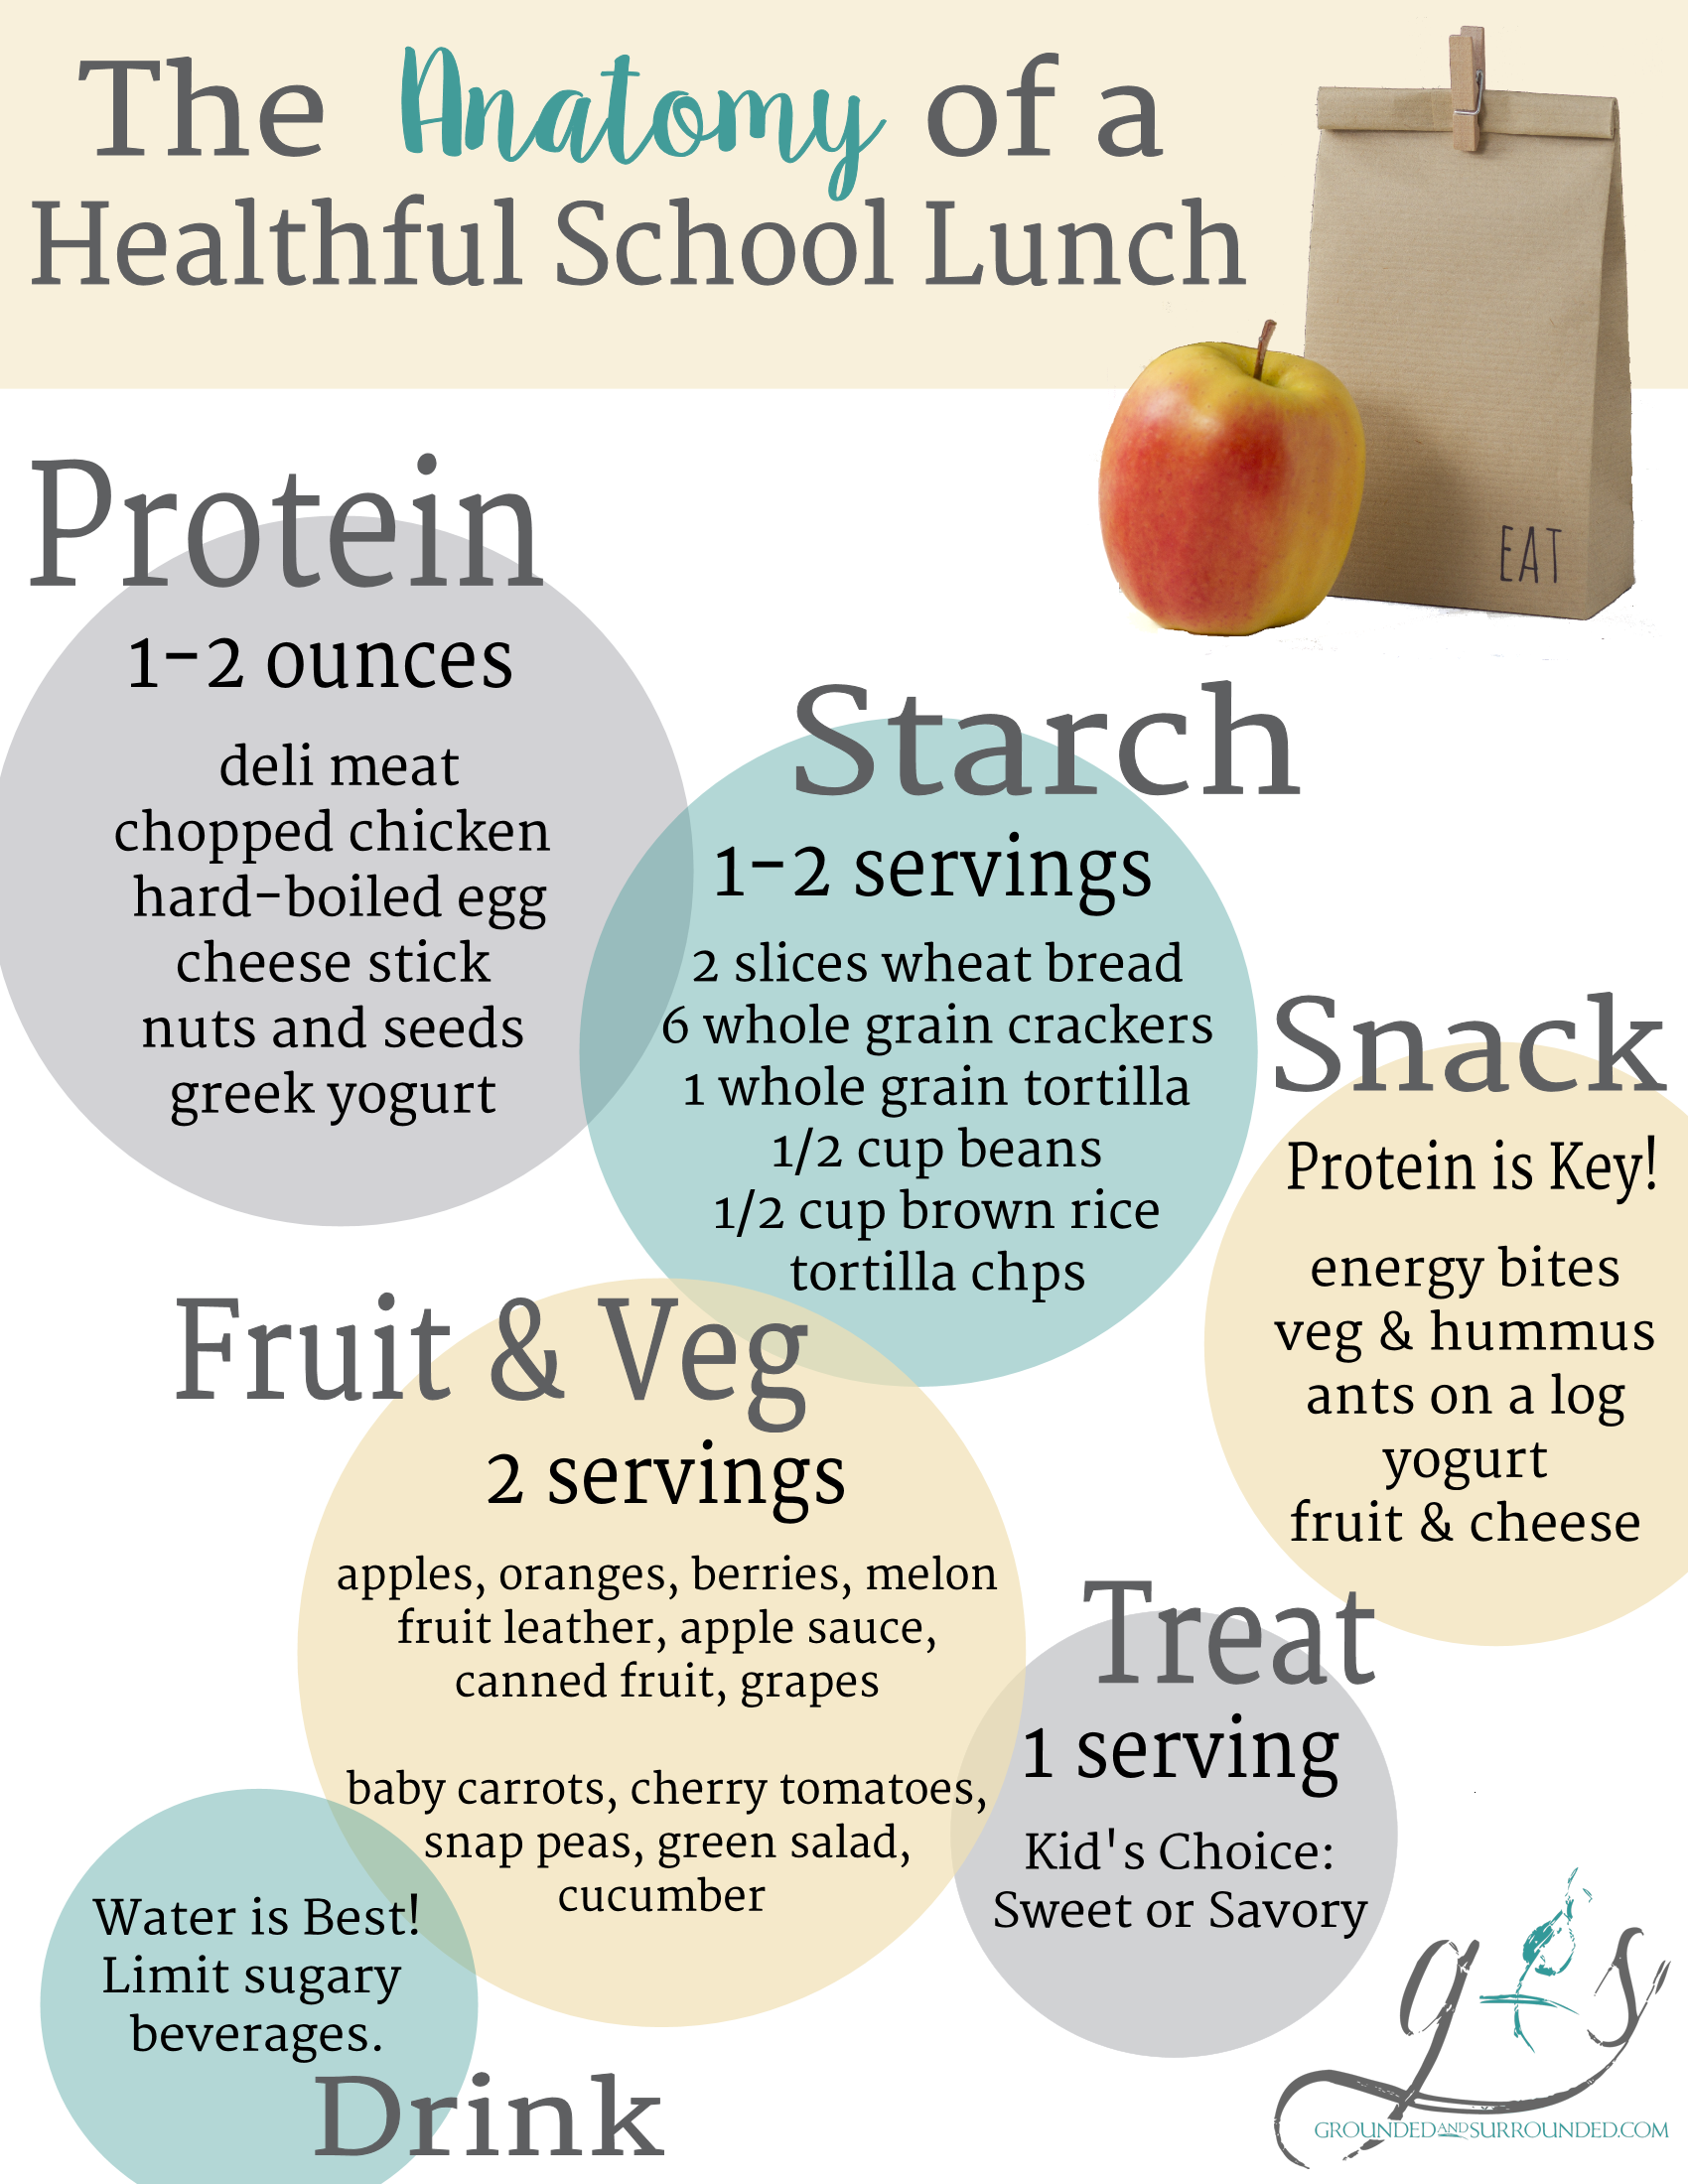 The Anatomy of a
Healthful School Lunch
EAT
Protein
1-2 ounces
deli meat
chopped chicken
hard-boiled egg
cheese stick
nuts and seeds
greek yogurt
Starch
1-2 servings
2 slices wheat bread
6 whole grain crackers
1 whole grain tortilla
1/2 cup beans
1/2 cup brown rice
tortilla chps
Snack
Protein is Key!
energy bites
veg & hummus
ants on a log
yogurt
fruit & cheese
Fruit & Veg
2 servings
apples, oranges, berries, melon
fruit leather, apple sauce,
canned fruit, grapes
baby carrots, cherry tomatoes,
snap peas, green salad,
cucumber
Treat
1 serving
Kid's Choice:
Sweet or Savory
Water is Best!
Limit sugary
beverages.
Drink
g&s
GROUNDEDANDSURROUNDED.COM